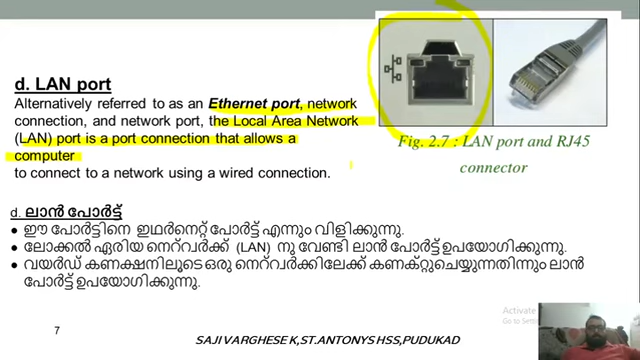 d. LAN port
Alternatively referred to as an Ethernet port, network
connection, and network port, the Local Area Network
(LAN) port is a port connection that allows a
computer
to connect to a network using a wired connection.
Fig. 2.7 : LAN port and RJ45
connector
d. ലാൻ പോർട്ട്
• ഈ പോർട്ടിനെ ഇഥർനെറ്റ് പോർട്ട് എന്നും വിളിക്കുന്നു.
• ലോക്കൽ ഏരിയ നെറ്‌വർക്ക് (LAN) നു വേണ്ടി ലാൻ പോർട്ട് ഉപയോഗിക്കുന്നു.
• വയർഡ് കണക്ഷനിലൂടെ ഒരു നെറ്‌വർക്കിലേക്ക് കണക്റ്റുചെയ്യുന്നതിന്നും ലാൻ
പോർട്ട് ഉപയോഗിക്കുന്നു.
Activate
Go to
7
SAJI VARGHESE K,ST.ANTONYS HSS,PUDUKAD